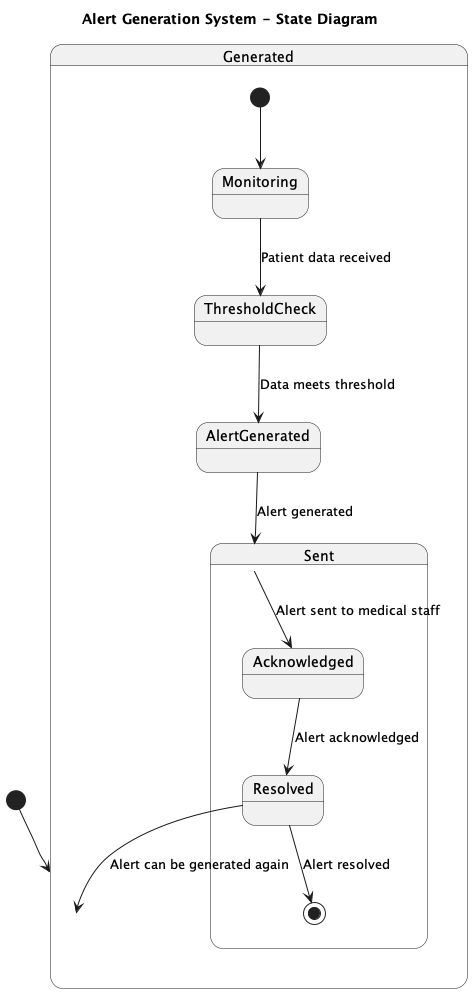 Alert Generation System - State Diagram
Generated
Monitoring
Patient data received
ThresholdCheck
Data meets threshold
AlertGenerated
Alert generated
Sent
Alert sent to medical staff
Acknowledged
Alert acknowledged
Resolved
Alert can be generated again
Alert resolved